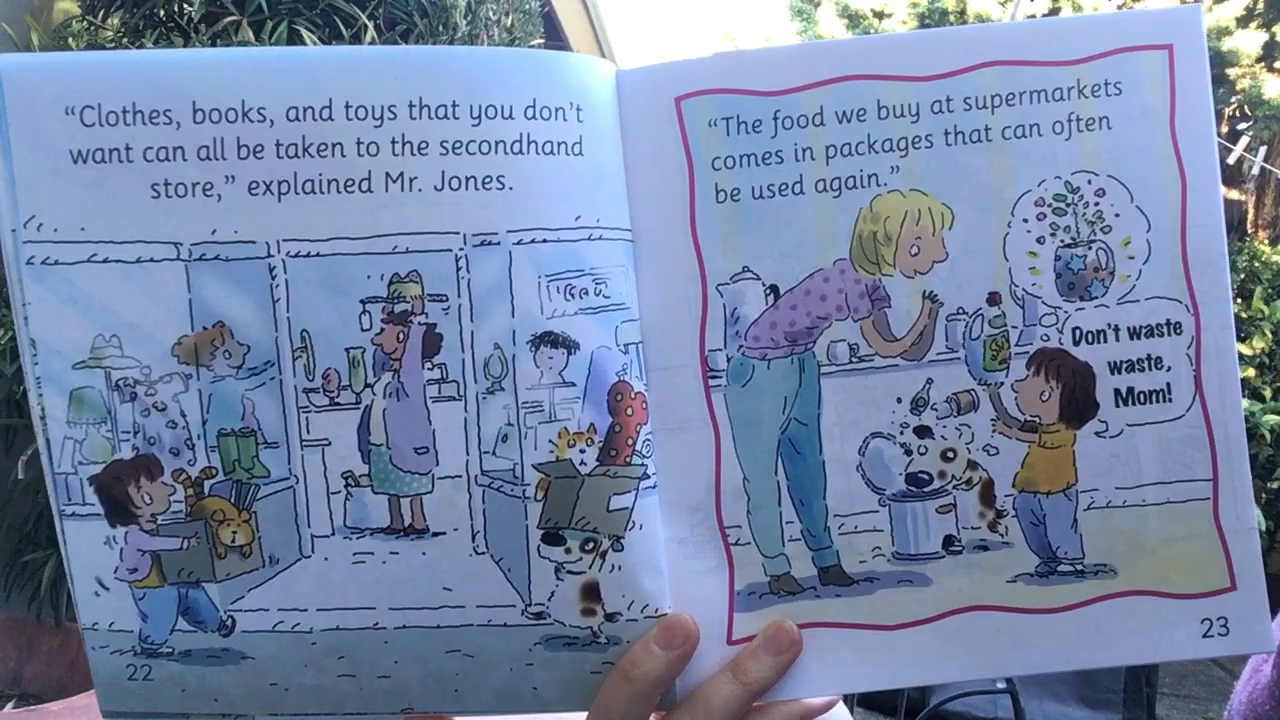 “Clothes, books, and toys that you don’t
want can all be taken to the secondhand
store,” explained Mr. Jones.
22
“The food we buy at supermarkets
comes in packages that can often
be used again.”
Don’t waste
waste,
Mom!
23